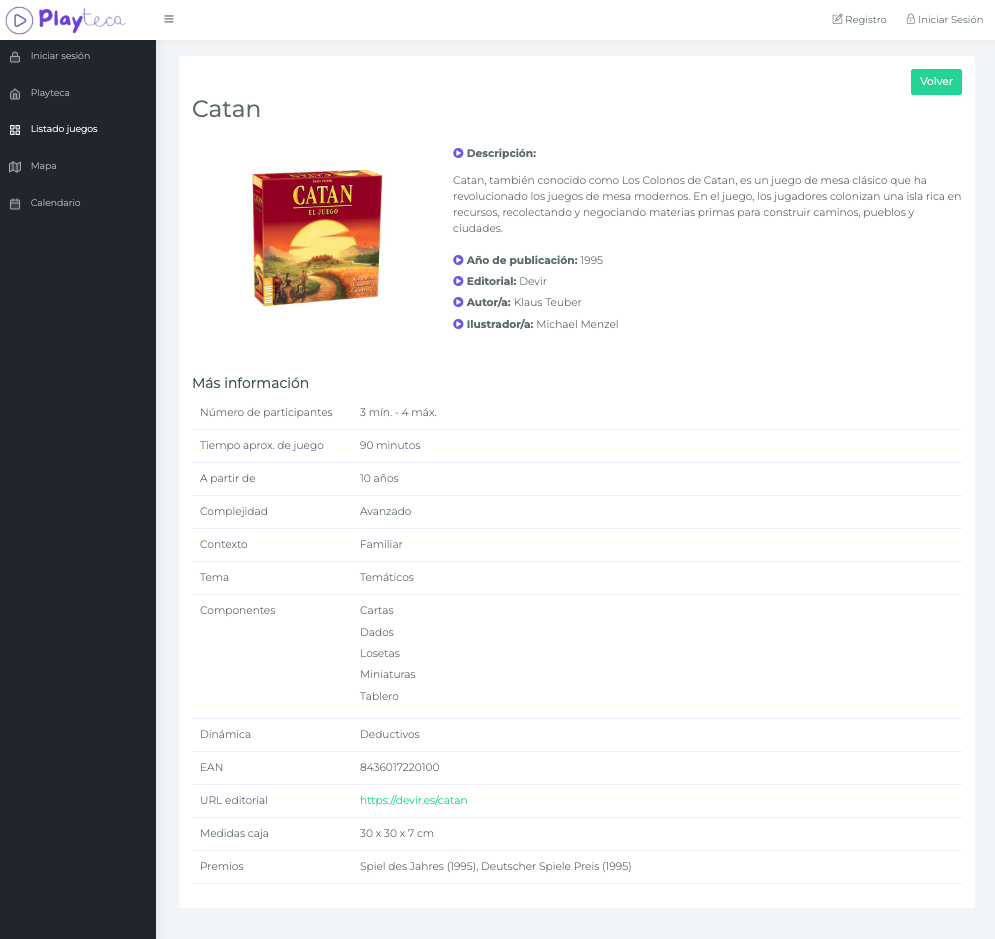 Playteca
Registro
Iniciar Sesión
Iniciar sesión
Playteca
Listado juegos
Mapa
Calendario
Volver
Catan
CATAN
EL JUEGO
DEVIR
Descripción:
Catan, también conocido como Los Colonos de Catan, es un juego de mesa clásico que ha
revolucionado los juegos de mesa modernos. En el juego, los jugadores colonizan una isla rica en
recursos, recolectando y negociando materias primas para construir caminos, pueblos y
ciudades.
Año de publicación: 1995
Editorial: Devir
Autor/a: Klaus Teuber
Ilustrador/a: Michael Menzel
Más información
Número de participantes 3 mín. - 4 máx.
Tiempo aprox. de juego 90 minutos
A partir de 10 años
Complejidad Avanzado
Contexto Familiar
Tema Temáticos
Componentes Cartas
Dados
Losetas
Miniaturas
Tablero
Dinámica Deductivos
EAN 8436017220100
URL editorial https://devir.es/catan
Medidas caja 30 x 30 x 7 cm
Premios Spiel des Jahres (1995), Deutscher Spiele Preis (1995)